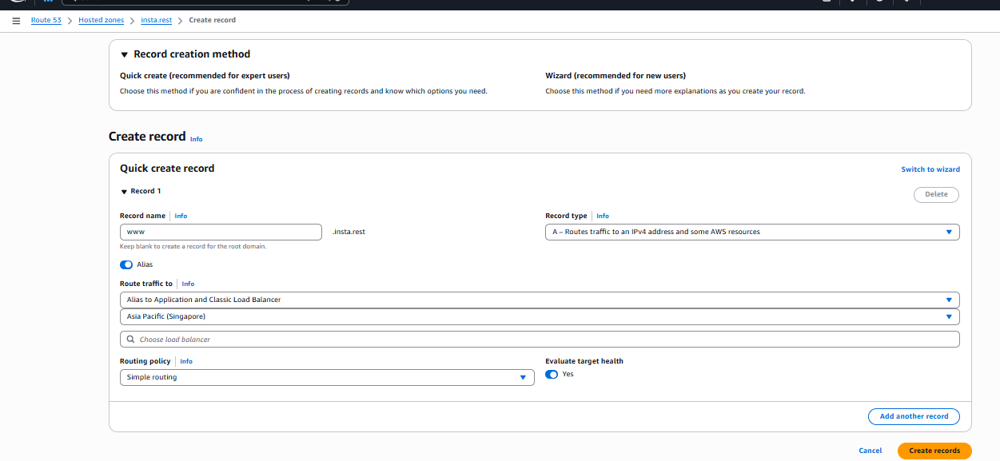 Route 53 > Hosted zones > insta.rest > Create record
Record creation method
Quick create (recommended for expert users)
Choose this method if you are confident in the process of creating records and know which options you need.
Wizard (recommended for new users)
Choose this method if you need more explanations as you create your record.
Create record Info
Quick create record
Switch to wizard
Record 1
Delete
Record name Info
www .insta.rest
Keep blank to create a record for the root domain.
Record type Info
A – Routes traffic to an IPv4 address and some AWS resources
Alias
Route traffic to Info
Alias to Application and Classic Load Balancer
Asia Pacific (Singapore)
Choose load balancer
Routing policy Info
Simple routing
Evaluate target health
Yes
Add another record
Cancel
Create records